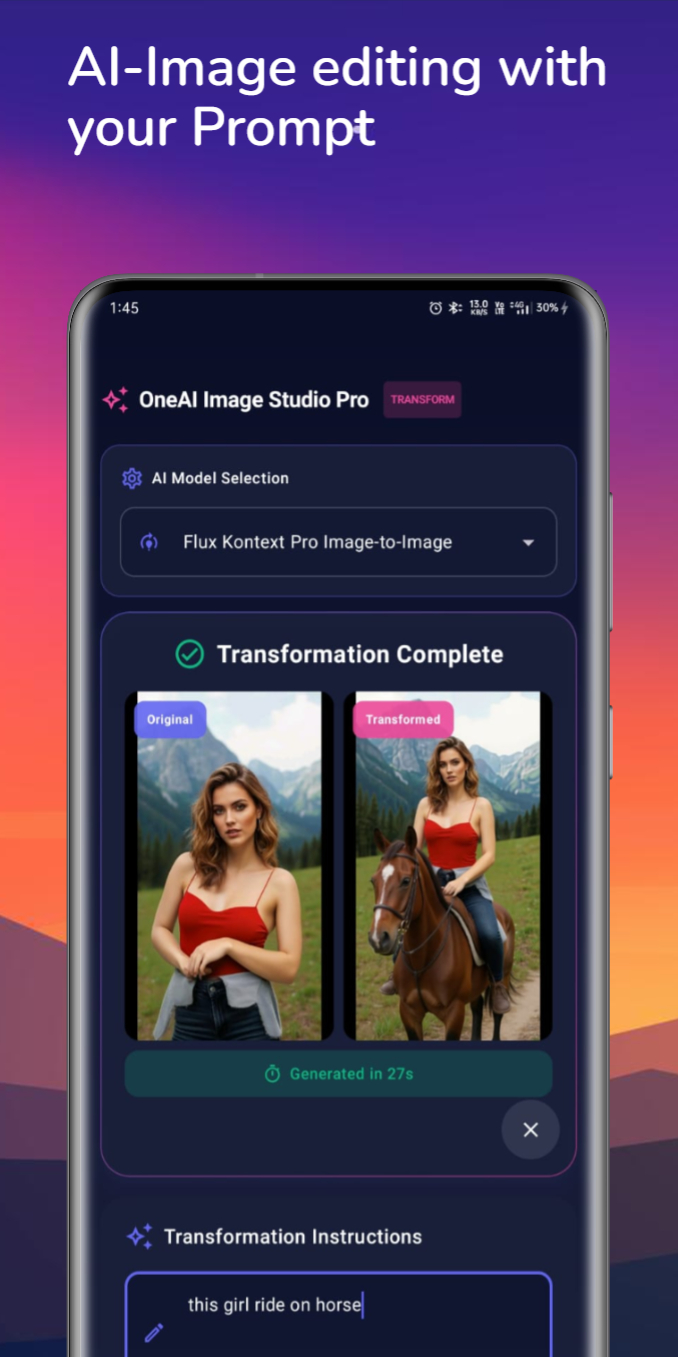 AI-Image editing with
your Prompt
1:45
13.0
KB/S
Vo
LTE
4G
30%
OneAI Image Studio Pro
TRANSFORM
AI Model Selection
Flux Kontext Pro Image-to-Image
Transformation Complete
Original
Transformed
Generated in 27s
Transformation Instructions
this girl ride on horse